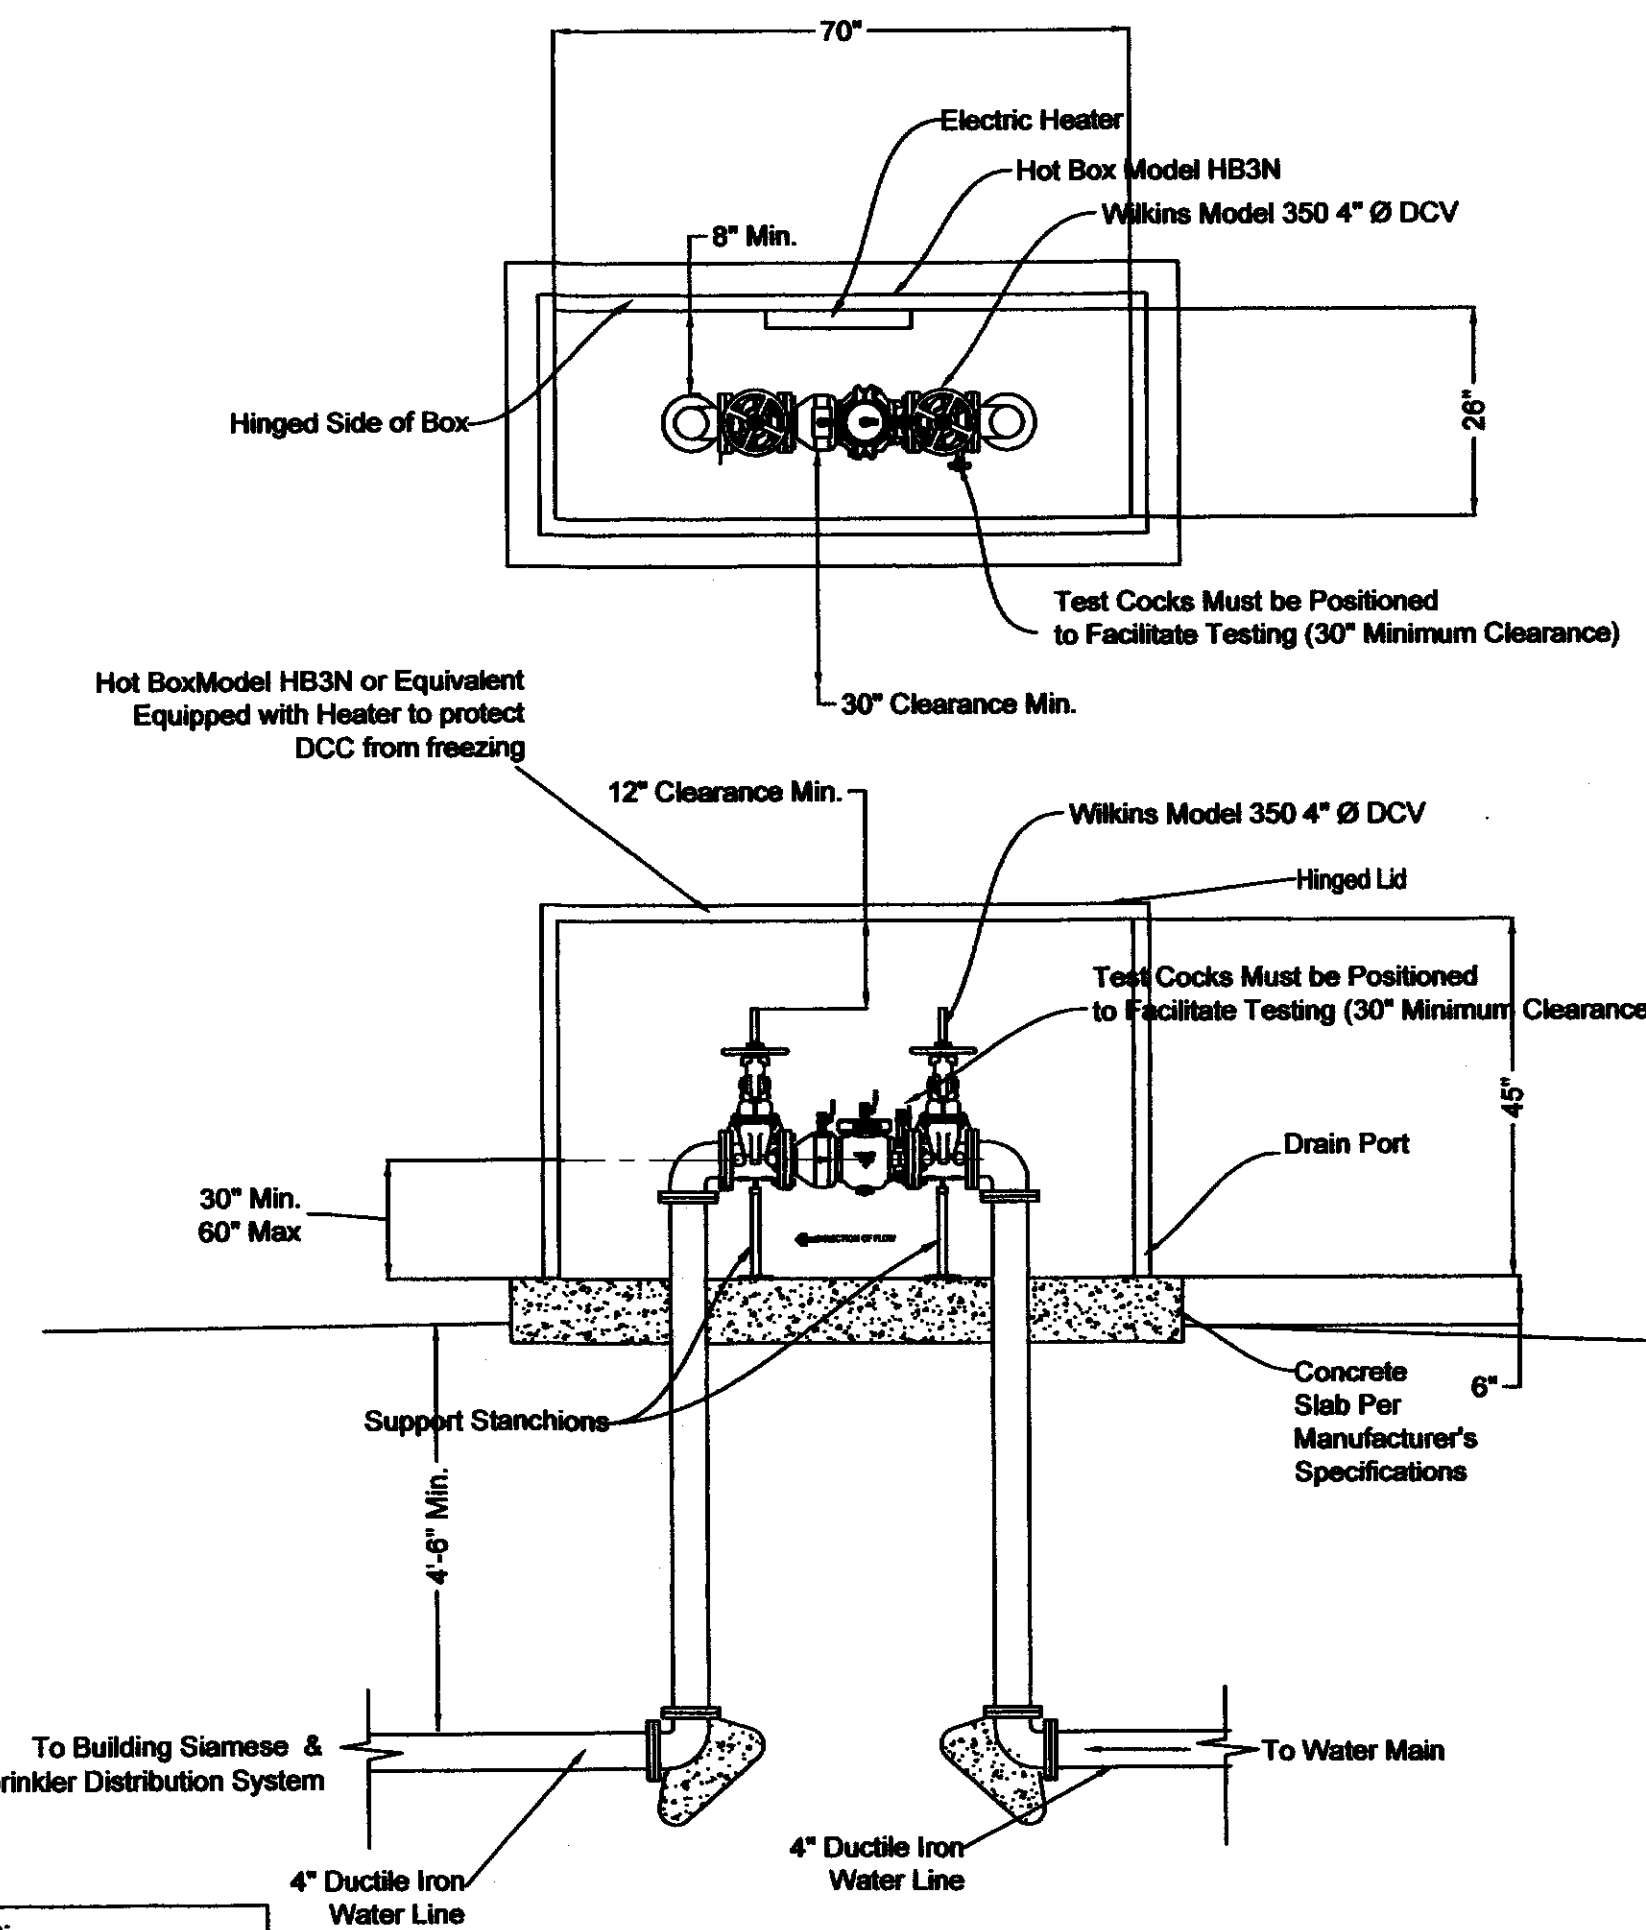 70"
Electric Heater
Hot Box Model HB3N
Wilkins Model 350 4" Ø DCV
8" Min.
Hinged Side of Box
26"
Test Cocks Must be Positioned
to Facilitate Testing (30" Minimum Clearance)
30" Clearance Min.
Hot BoxModel HB3N or Equivalent
Equipped with Heater to protect
DCC from freezing
12" Clearance Min.
Wilkins Model 350 4" Ø DCV
Hinged Lid
Test Cocks Must be Positioned
to Facilitate Testing (30" Minimum Clearance
45"
Drain Port
30" Min.
60" Max
DIRECTION OF FLOW
Concrete
Slab Per
Manufacturer's
Specifications
6"
Support Stanchions
4'-6" Min.
To Building Siamese &
rinkler Distribution System
To Water Main
4" Ductile Iron
Water Line
4" Ductile Iron
Water Line